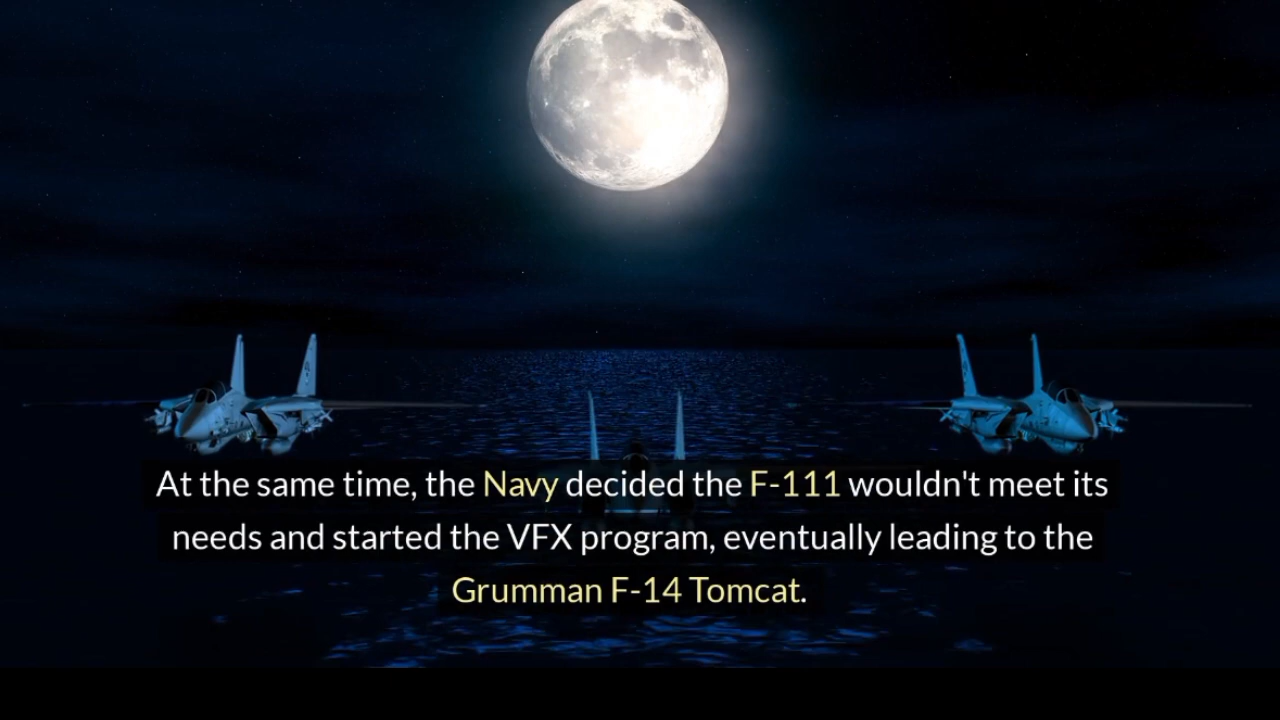 At the same time, the Navy decided the F-111 wouldn't meet its
needs and started the VFX program, eventually leading to the
Grumman F-14 Tomcat.